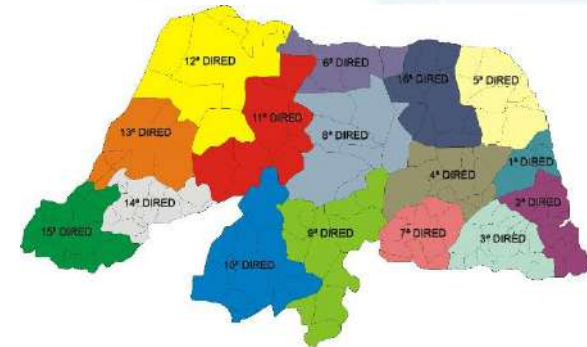 12ª DIRED
6ª DIRED
16ª DIRED
5ª DIRED
11ª DIRED
13ª DIRED
8ª DIRED
1ª DIRED
4ª DIRED
14ª DIRED
2ª DIRED
15ª DIRED
9ª DIRED
7ª DIRED
3ª DIRED
10ª DIRED